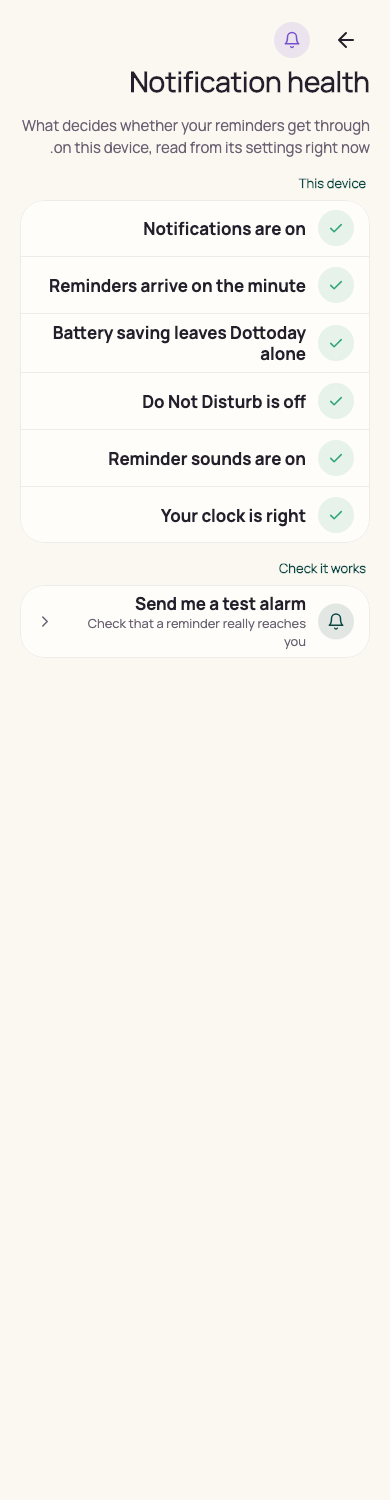 Notification health
What decides whether your reminders get through
on this device, read from its settings right now.
This device
Notifications are on
Reminders arrive on the minute
Battery saving leaves Dottoday
alone
Do Not Disturb is off
Reminder sounds are on
Your clock is right
Check it works
Send me a test alarm
Check that a reminder really reaches
you